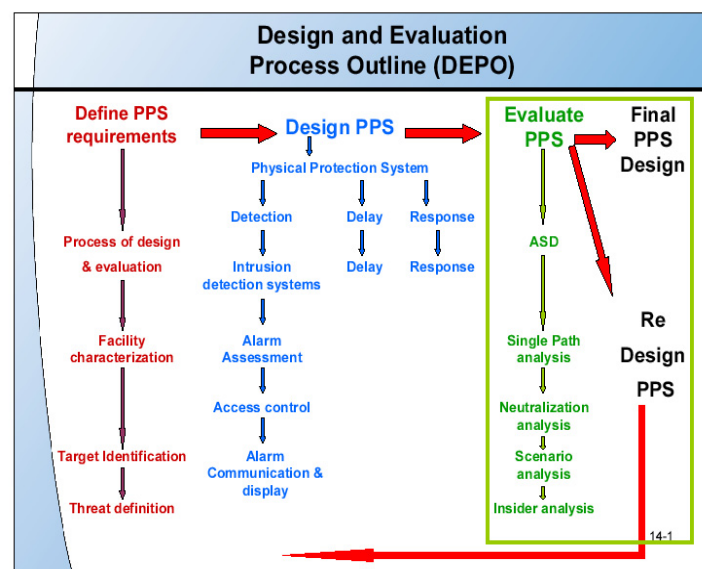 Design and Evaluation
Process Outline (DEPO)
Define PPS
requirements
Process of design
& evaluation
Facility
characterization
Target Identification
Threat definition
Design PPS
Physical Protection System
Detection
Intrusion
detection systems
Alarm
Assessment
Access control
Alarm
Communication &
display
Delay
Delay
Response
Response
Evaluate
PPS
ASD
Single Path
analysis
Neutralization
analysis
Scenario
analysis
Insider analysis
Final
PPS
Design
Re
Design
PPS
14-1